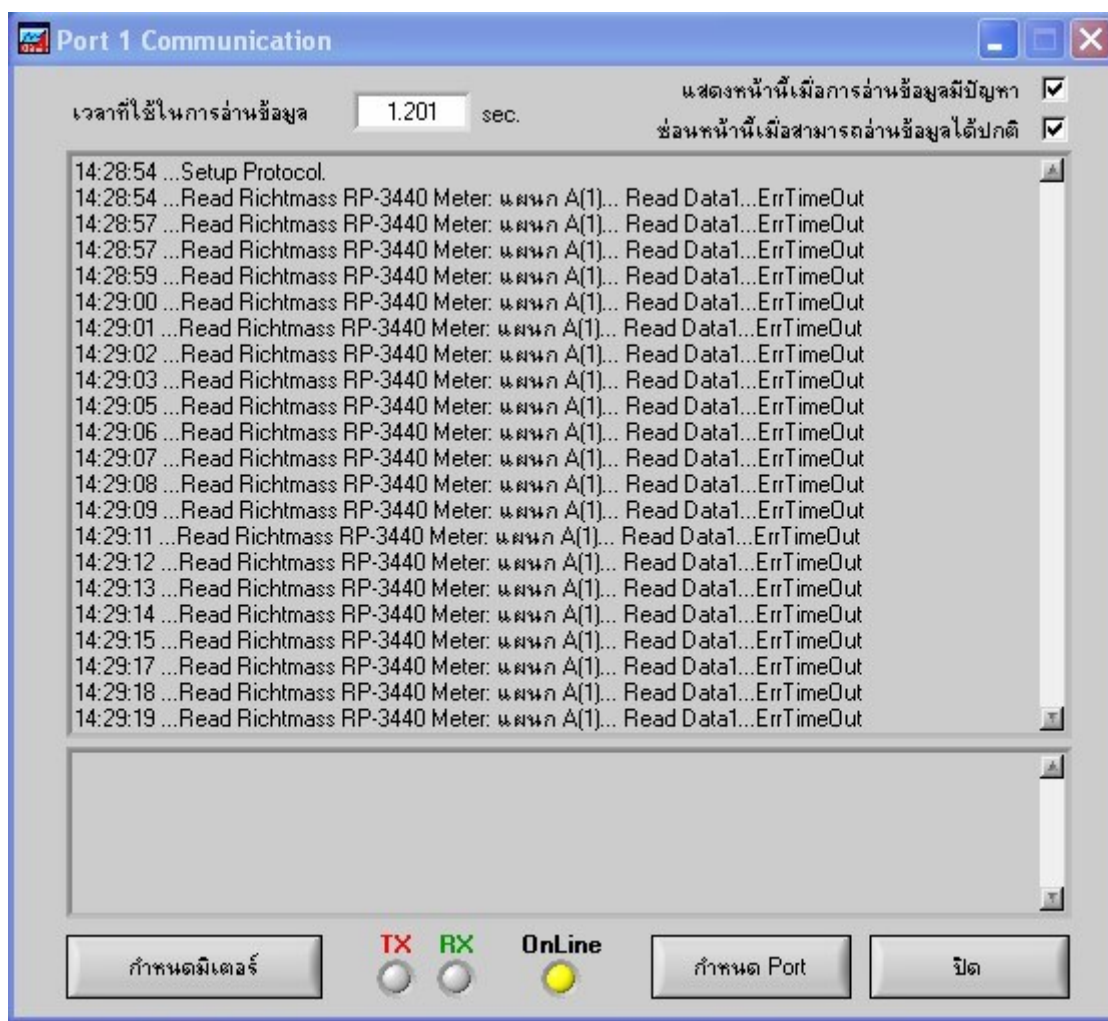 Port 1 Communication
เวลาที่ใช้ในการอ่านข้อมูล 1.201 sec.
แสดงหน้านี้เมื่อการอ่านข้อมูลมีปัญหา
ซ่อนหน้านี้เมื่อสามารถอ่านข้อมูลได้ปกติ
14:28:54 ...Setup Protocol.
14:28:54 ...Read Richtmass RP-3440 Meter: แผนก A(1)... Read Data1...ErrTimeOut
14:28:57 ...Read Richtmass RP-3440 Meter: แผนก A(1)... Read Data1...ErrTimeOut
14:28:57 ...Read Richtmass RP-3440 Meter: แผนก A(1)... Read Data1...ErrTimeOut
14:28:59 ...Read Richtmass RP-3440 Meter: แผนก A(1)... Read Data1...ErrTimeOut
14:29:00 ...Read Richtmass RP-3440 Meter: แผนก A(1)... Read Data1...ErrTimeOut
14:29:01 ...Read Richtmass RP-3440 Meter: แผนก A(1)... Read Data1...ErrTimeOut
14:29:02 ...Read Richtmass RP-3440 Meter: แผนก A(1)... Read Data1...ErrTimeOut
14:29:03 ...Read Richtmass RP-3440 Meter: แผนก A(1)... Read Data1...ErrTimeOut
14:29:05 ...Read Richtmass RP-3440 Meter: แผนก A(1)... Read Data1...ErrTimeOut
14:29:06 ...Read Richtmass RP-3440 Meter: แผนก A(1)... Read Data1...ErrTimeOut
14:29:07 ...Read Richtmass RP-3440 Meter: แผนก A(1)... Read Data1...ErrTimeOut
14:29:08 ...Read Richtmass RP-3440 Meter: แผนก A(1)... Read Data1...ErrTimeOut
14:29:09 ...Read Richtmass RP-3440 Meter: แผนก A(1)... Read Data1...ErrTimeOut
14:29:11 ...Read Richtmass RP-3440 Meter: แผนก A(1)... Read Data1...ErrTimeOut
14:29:12 ...Read Richtmass RP-3440 Meter: แผนก A(1)... Read Data1...ErrTimeOut
14:29:13 ...Read Richtmass RP-3440 Meter: แผนก A(1)... Read Data1...ErrTimeOut
14:29:14 ...Read Richtmass RP-3440 Meter: แผนก A(1)... Read Data1...ErrTimeOut
14:29:15 ...Read Richtmass RP-3440 Meter: แผนก A(1)... Read Data1...ErrTimeOut
14:29:17 ...Read Richtmass RP-3440 Meter: แผนก A(1)... Read Data1...ErrTimeOut
14:29:18 ...Read Richtmass RP-3440 Meter: แผนก A(1)... Read Data1...ErrTimeOut
14:29:19 ...Read Richtmass RP-3440 Meter: แผนก A(1)... Read Data1...ErrTimeOut
TX RX OnLine
กำหนดมิเตอร์ กำหนด Port ปิด